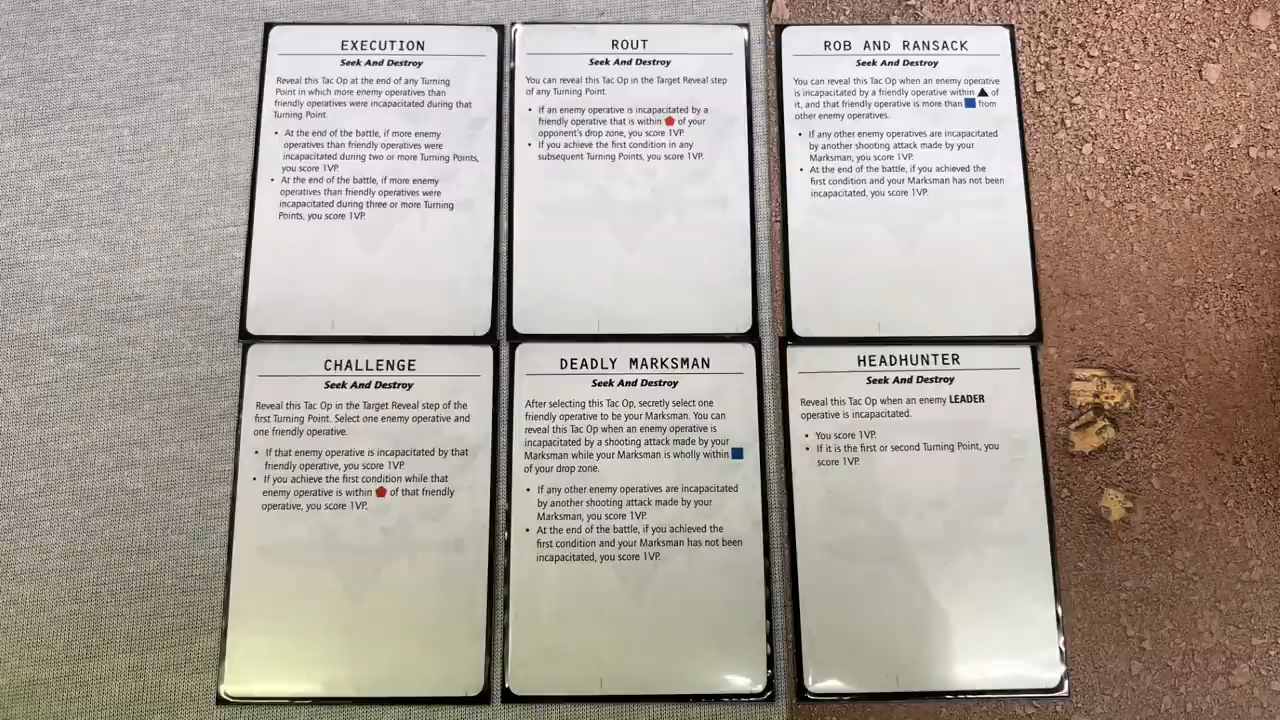 EXECUTION
Seek And Destroy
Reveal this Tac Op at the end of any Turning
Point in which more enemy operatives than
friendly operatives were incapacitated during that
Turning Point.
• At the end of the battle, if more enemy
operatives than friendly operatives were
incapacitated during two or more Turning Points,
you score 1VP.
• At the end of the battle, if more enemy
operatives than friendly operatives were
incapacitated during three or more Turning
Points, you score 1VP.
ROUT
Seek And Destroy
You can reveal this Tac Op in the Target Reveal step
of any Turning Point.
• If an enemy operative is incapacitated by a
friendly operative that is within of your
opponent's drop zone, you score 1VP.
• If you achieve the first condition in any
subsequent Turning Points, you score 1VP.
ROB AND RANSACK
Seek And Destroy
You can reveal this Tac Op when an enemy operative
is incapacitated by a friendly operative within ▲ of
it, and that friendly operative is more than from
other enemy operatives.
• If any other enemy operatives are incapacitated
by another shooting attack made by your
Marksman, you score 1VP.
• At the end of the battle, if you achieved the
first condition and your Marksman has not been
incapacitated, you score 1VP.
CHALLENGE
Seek And Destroy
Reveal this Tac Op in the Target Reveal step of the
first Turning Point. Select one enemy operative and
one friendly operative.
• If that enemy operative is incapacitated by that
friendly operative, you score 1VP.
• If you achieve the first condition while that
enemy operative is within of that friendly
operative, you score 1VP.
DEADLY MARKSMAN
Seek And Destroy
After selecting this Tac Op, secretly select one
friendly operative to be your Marksman. You can
reveal this Tac Op when an enemy operative is
incapacitated by a shooting attack made by your
Marksman while your Marksman is wholly within
of your drop zone.
• If any other enemy operatives are incapacitated
by another shooting attack made by your
Marksman, you score 1VP.
• At the end of the battle, if you achieved the
first condition and your Marksman has not been
incapacitated, you score 1VP.
HEADHUNTER
Seek And Destroy
Reveal this Tac Op when an enemy LEADER
operative is incapacitated.
• You score 1VP.
• If it is the first or second Turning Point, you
score 1VP.